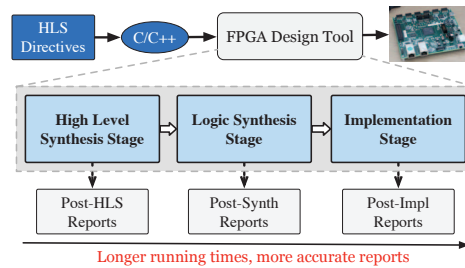 HLS
Directives
C/C++
FPGA Design Tool
High Level
Synthesis Stage
Logic Synthesis
Stage
Implementation
Stage
Post-HLS
Reports
Post-Synth
Reports
Post-Impl
Reports
Longer running times, more accurate reports